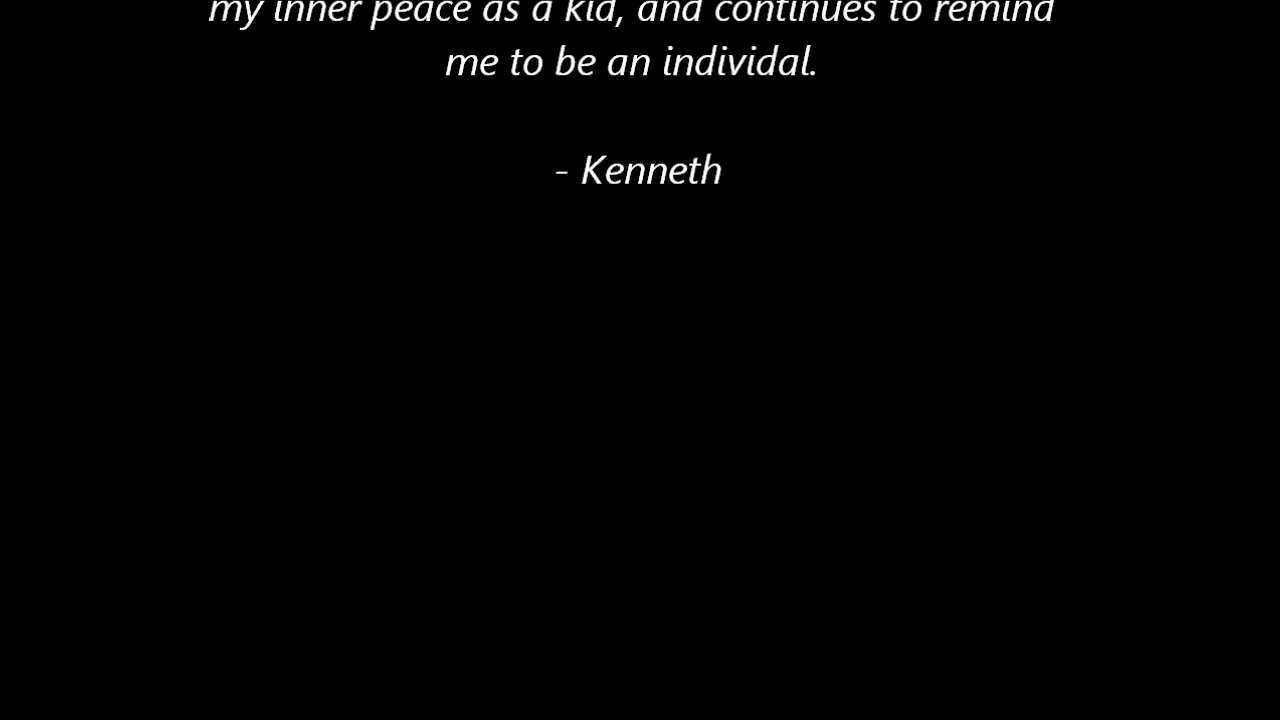 my inner peace as a kid, and continues to remind
me to be an individal.
- Kenneth